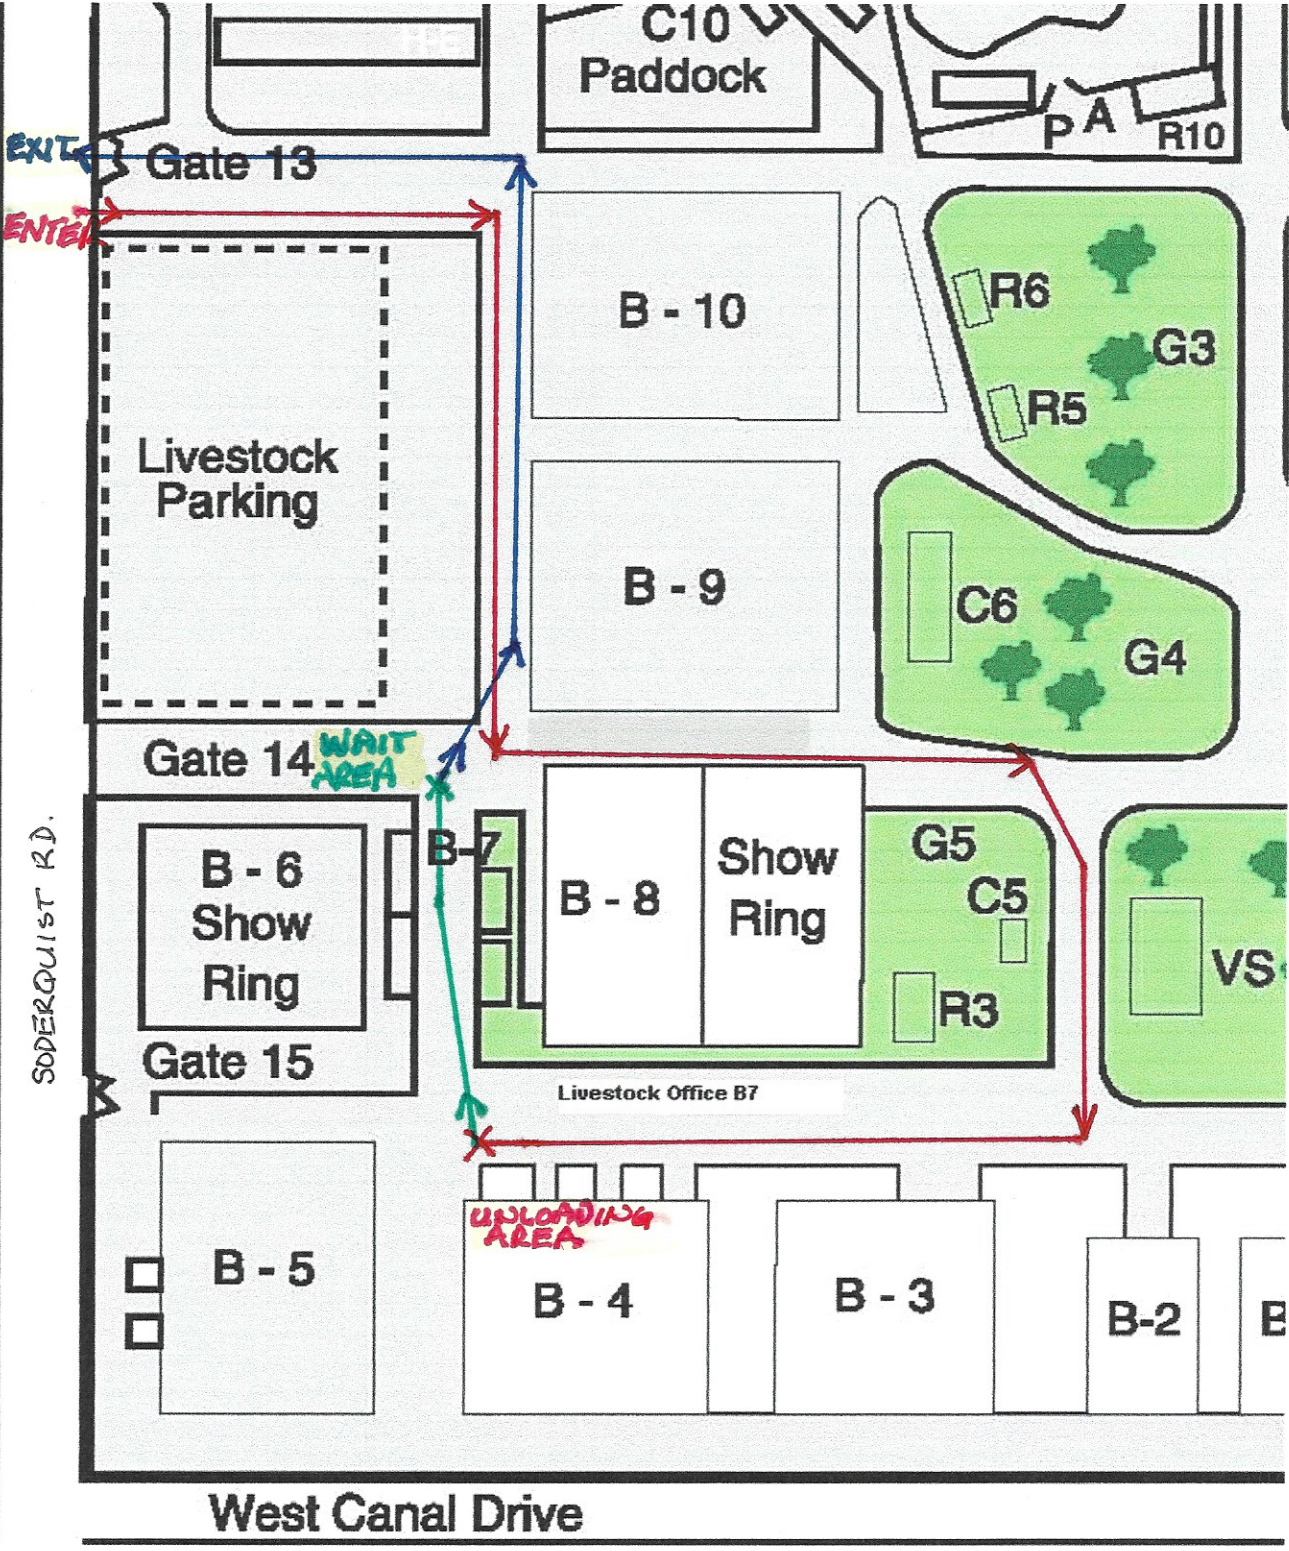 C10
Paddock
P A
R10
EXIT
Gate 13
ENTER
B - 10
R6
G3
R5
Livestock
Parking
B - 9
C6
G4
Gate 14
WAIT
AREA
B-7
B - 6
Show
Ring
B - 8
Show
Ring
G5
C5
R3
VS
SODERQUIST RD.
Gate 15
Livestock Office B7
UNLOADING
AREA
B - 5
B - 4
B - 3
B-2
B
West Canal Drive